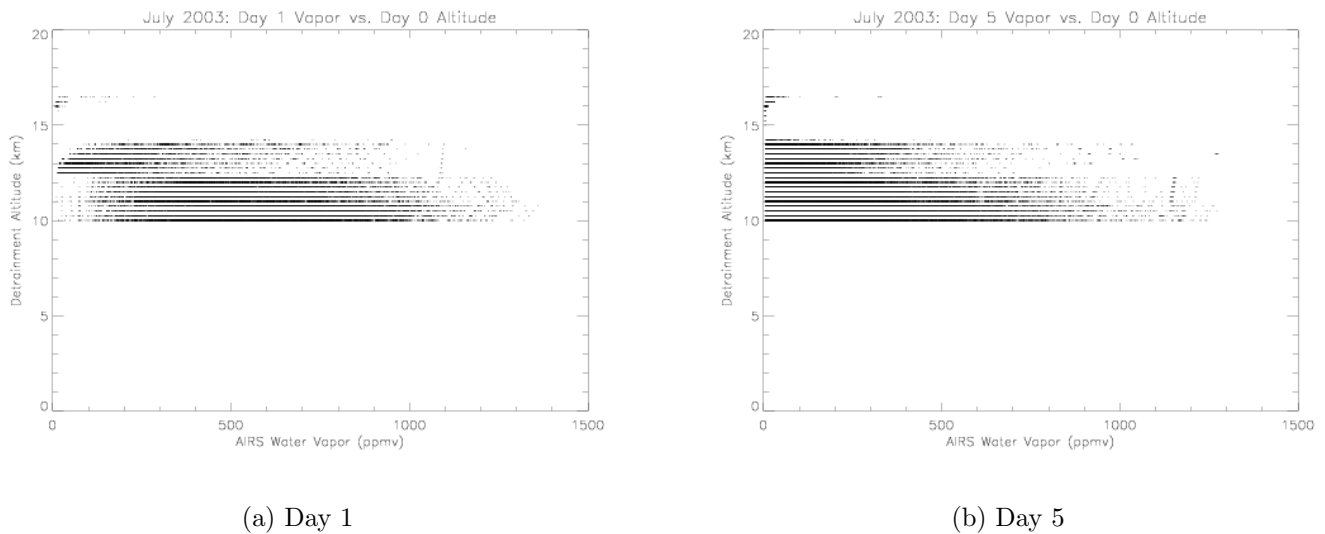 July 2003: Day 1 Vapor vs. Day 0 Altitude
20
15
10
5
0
Detrainment Altitude (km)
0 500 1000 1500
AIRS Water Vapor (ppmv)
(a) Day 1
July 2003: Day 5 Vapor vs. Day 0 Altitude
20
15
10
5
0
Detrainment Altitude (km)
0 500 1000 1500
AIRS Water Vapor (ppmv)
(b) Day 5